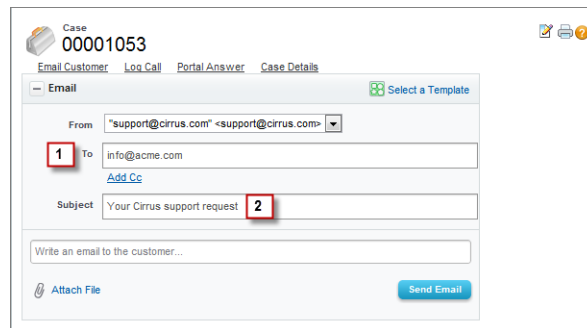 Case
00001053
Email Customer Log Call Portal Answer Case Details
Email Select a Template
From "support@cirrus.com" <support@cirrus.com>
1 To info@acme.com
Add Cc
Subject Your Cirrus support request 2
Write an email to the customer...
Attach File Send Email